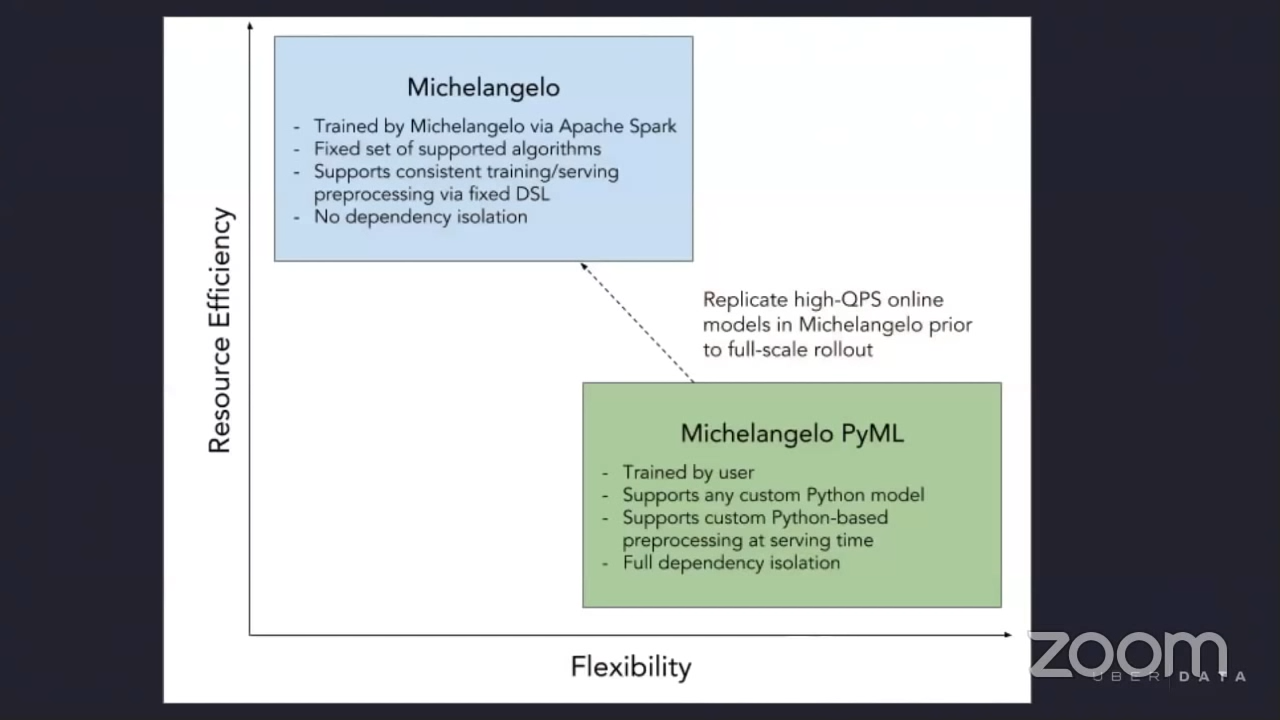 Michelangelo
- Trained by Michelangelo via Apache Spark
- Fixed set of supported algorithms
- Supports consistent training/serving
preprocessing via fixed DSL
- No dependency isolation
Resource Efficiency
Replicate high-QPS online
models in Michelangelo prior
to full-scale rollout
Michelangelo PyML
- Trained by user
- Supports any custom Python model
- Supports custom Python-based
preprocessing at serving time
- Full dependency isolation
Flexibility
zoom
UBER | DATA